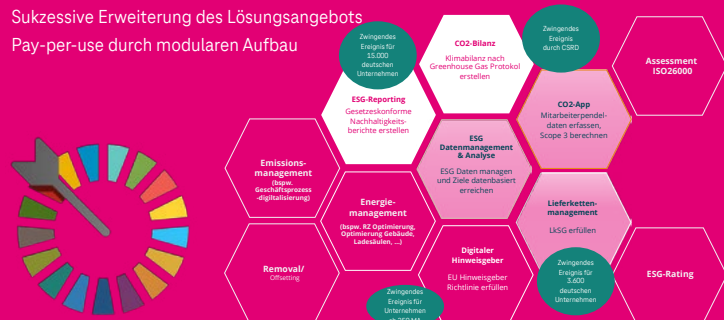 Sukzessive Erweiterung des Lösungsangebots
Pay-per-use durch modularen Aufbau
Zwingendes
Ereignis für
15.000
deutschen
Unternehmen
CO2-Bilanz
Klimabilanz nach
Greenhouse Gas Protokol
erstellen
Zwingendes
Ereignis
durch CSRD
Assessment
ISO26000
ESG-Reporting
Gesetzeskonforme
Nachhaltigkeits-
berichte erstellen
CO2-App
Mitarbeiterpendel-
daten erfassen,
Scope 3 berechnen
ESG
Datenmanagement
& Analyse
ESG Daten managen
und Ziele datenbasiert
erreichen
Emissions-
management
(bspw.
Geschäftsprozess
-digiltalisierung)
Energie-
management
(bspw. RZ Optimierung,
Optimierung Gebäude,
Ladesäulen, ...)
Lieferketten-
management
LkSG erfüllen
Removal/
Offsetting
Digitaler
Hinweisgeber
EU Hinweisgeber
Richtlinie erfüllen
Zwingendes
Ereignis für
3.600
deutschen
Unternehmen
ESG-Rating
Zwingendes
Ereignis für
Unternehmen